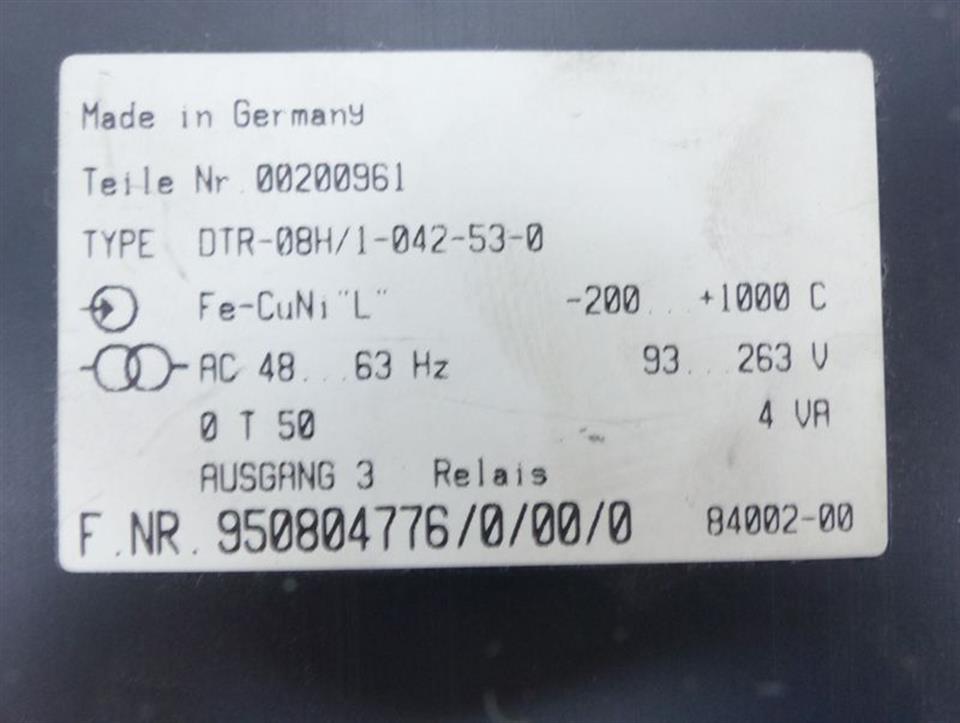 Made in Germany
Teile Nr. 00200961
TYPE DTR-08H/1-042-53-0
Fe-CuNi "L" -200...+1000 C
AC 48...63 Hz 93...263 V
0 T 50 4 VA
AUSGANG 3 Relais
F.NR. 950804776/0/00/0 84002-00